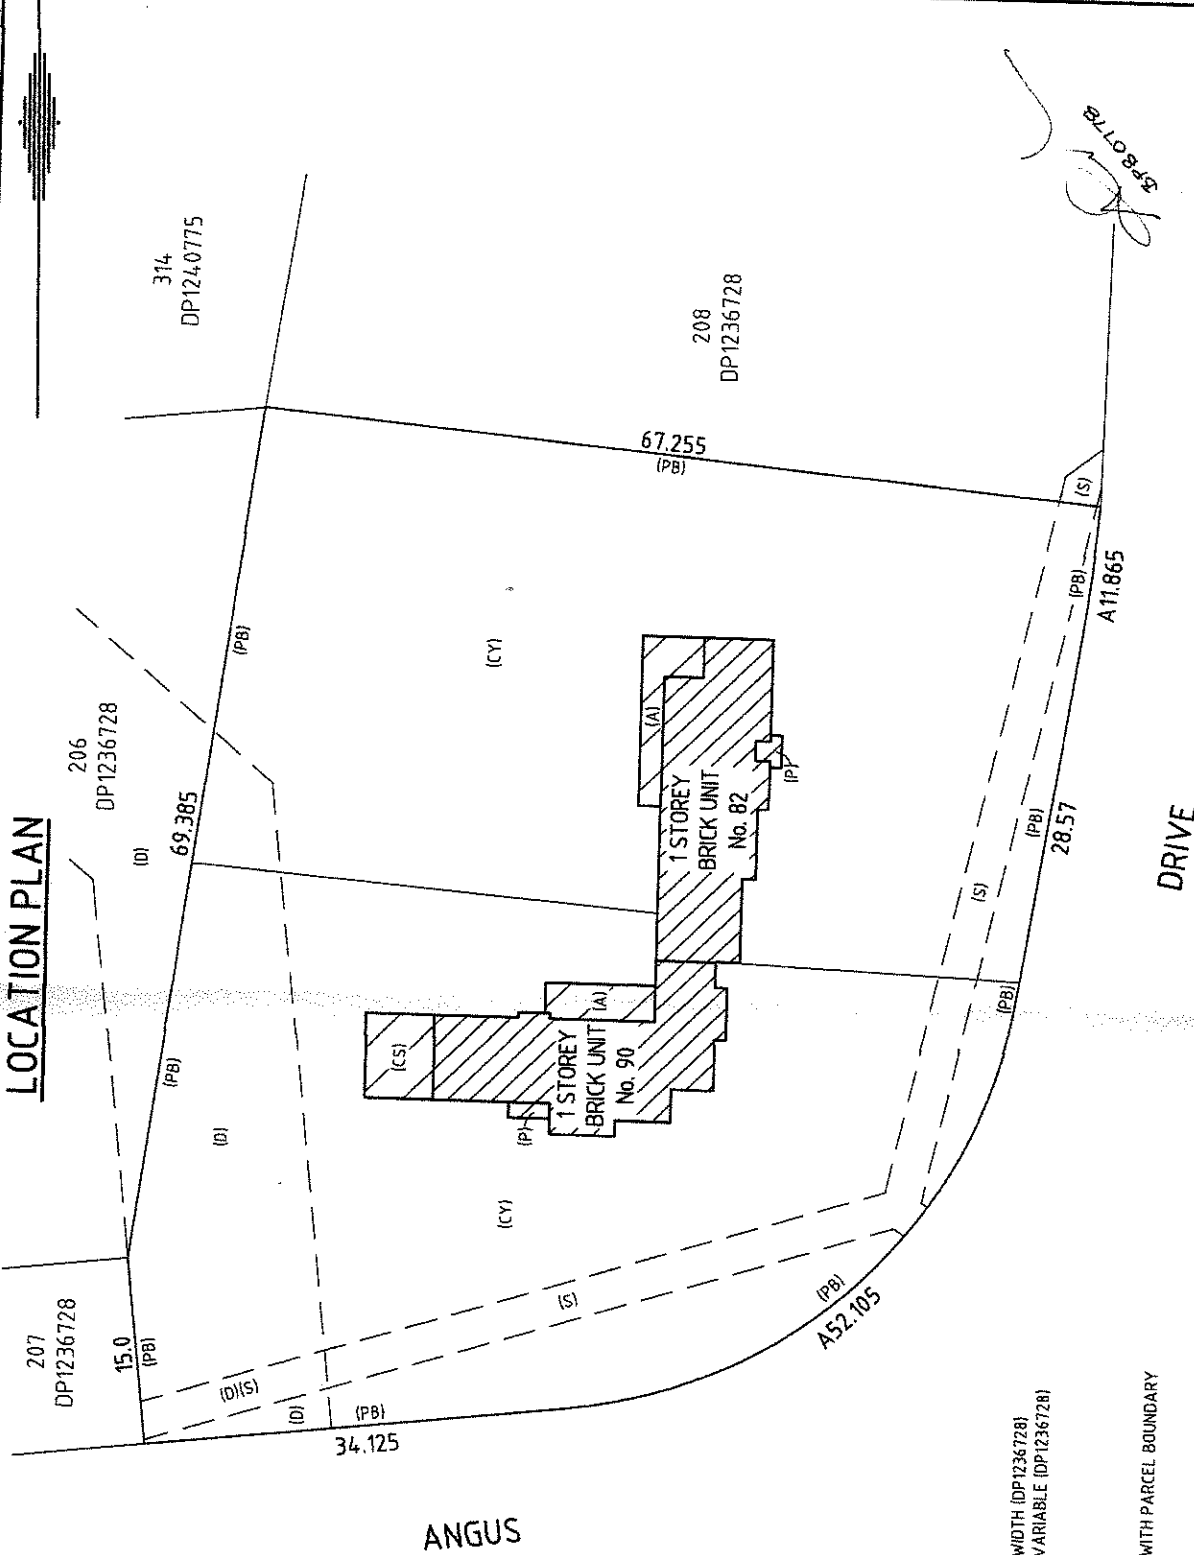 LOCATION PLAN
314
DP1240775
206
DP1236728
207
DP1236728
208
DP1236728
69.385
(PB)
(PB)
(D)
(D)
15.0
(PB)
(D)(S)
(D)
(PB)
34.125
67.255
(PB)
(CY)
(CY)
(CS)
(A)
(P)
1 STOREY
BRICK UNIT
No. 90
(A)
1 STOREY
BRICK UNIT
No. 82
(P)
(S)
(S)
(S)
(PB)
A52.105
(PB)
(PB)
28.57
(PB)
A11.865
ANGUS
DRIVE
WIDTH (DP1236728)
VARIABLE (DP1236728)
WITH PARCEL BOUNDARY